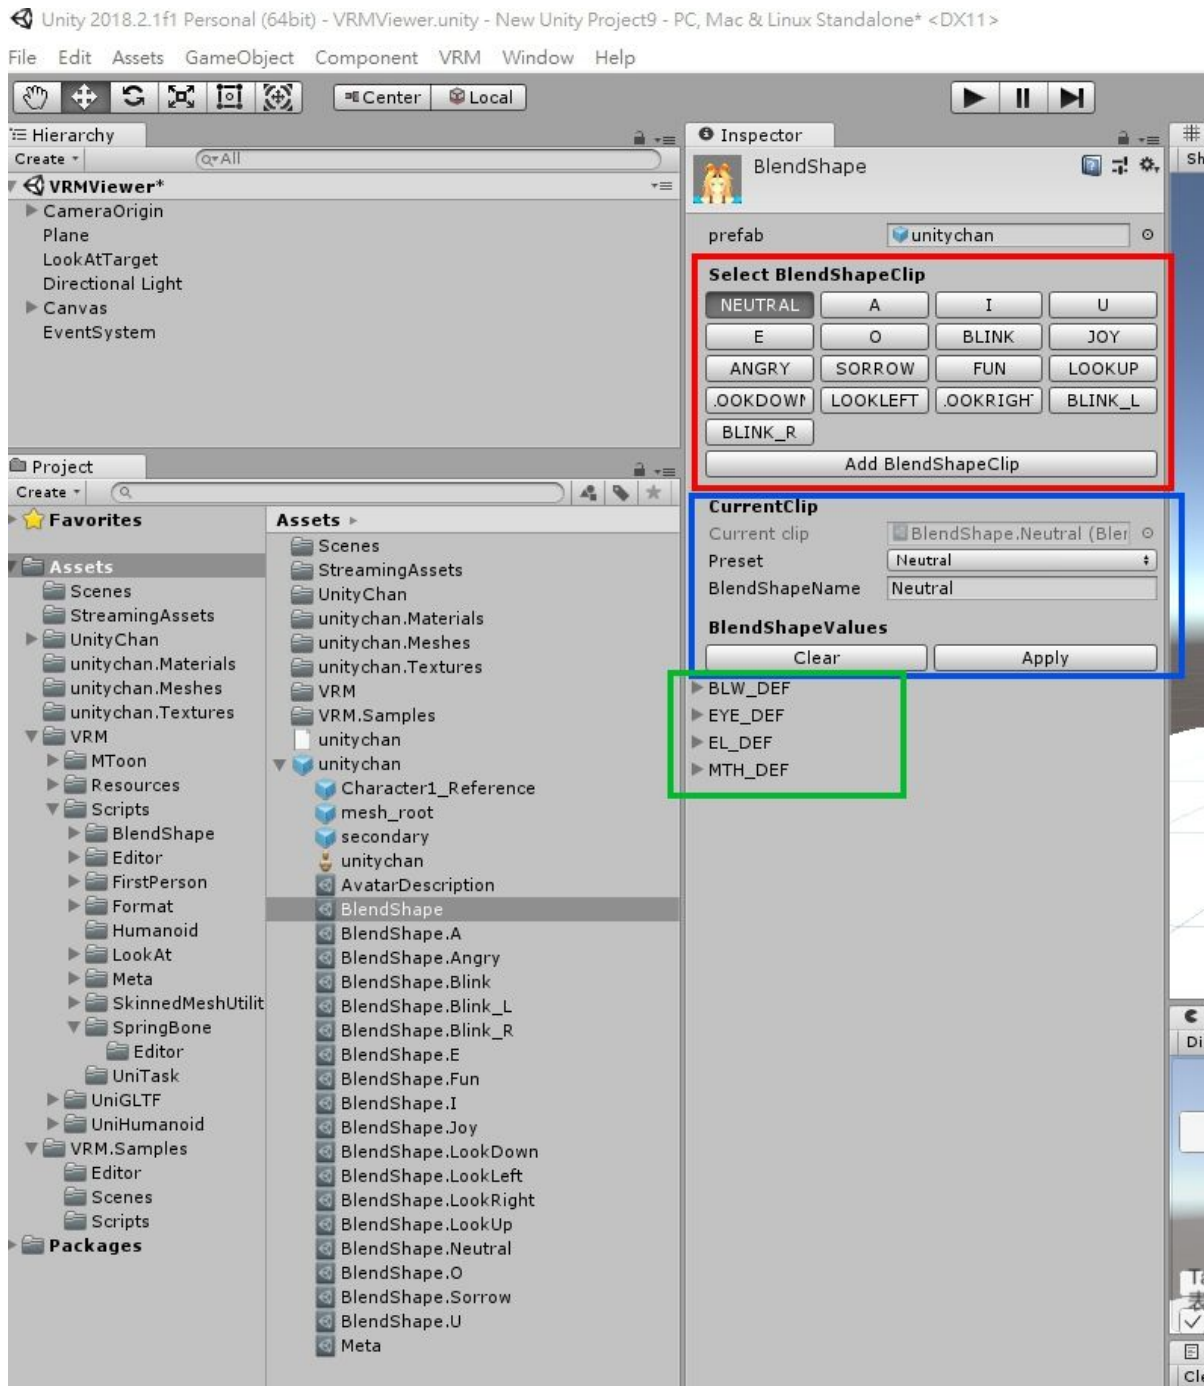 Unity 2018.2.1f1 Personal (64bit) - VRMViewer.unity - New Unity Project9 - PC, Mac & Linux Standalone* <DX11>
File Edit Assets GameObject Component VRM Window Help
Center Local
Hierarchy
Create All
VRMViewer*
CameraOrigin
Plane
LookAtTarget
Directional Light
Canvas
EventSystem
Project
Create
Favorites
Assets
Scenes
StreamingAssets
UnityChan
unitychan.Materials
unitychan.Meshes
unitychan.Textures
VRM
MToon
Resources
Scripts
BlendShape
Editor
FirstPerson
Format
Humanoid
LookAt
Meta
SkinnedMeshUtilit
SpringBone
Editor
UniTask
UniGLTF
UniHumanoid
VRM.Samples
Editor
Scenes
Scripts
Packages
Assets
Scenes
StreamingAssets
UnityChan
unitychan.Materials
unitychan.Meshes
unitychan.Textures
VRM
VRM.Samples
unitychan
unitychan
Character1_Reference
mesh_root
secondary
unitychan
AvatarDescription
BlendShape
BlendShape.A
BlendShape.Angry
BlendShape.Blink
BlendShape.Blink_L
BlendShape.Blink_R
BlendShape.E
BlendShape.Fun
BlendShape.I
BlendShape.Joy
BlendShape.LookDown
BlendShape.LookLeft
BlendShape.LookRight
BlendShape.LookUp
BlendShape.Neutral
BlendShape.O
BlendShape.Sorrow
BlendShape.U
Meta
Inspector
BlendShape
prefab unitychan
Select BlendShapeClip
NEUTRAL A I U
E O BLINK JOY
ANGRY SORROW FUN LOOKUP
.OOKDOWN LOOKLEFT .OOKRIGH BLINK_L
BLINK_R
Add BlendShapeClip
CurrentClip
Current clip BlendShape.Neutral (Bler
Preset Neutral
BlendShapeName Neutral
BlendShapeValues
Clear Apply
BLW_DEF
EYE_DEF
EL_DEF
MTH_DEF
Sh
Di